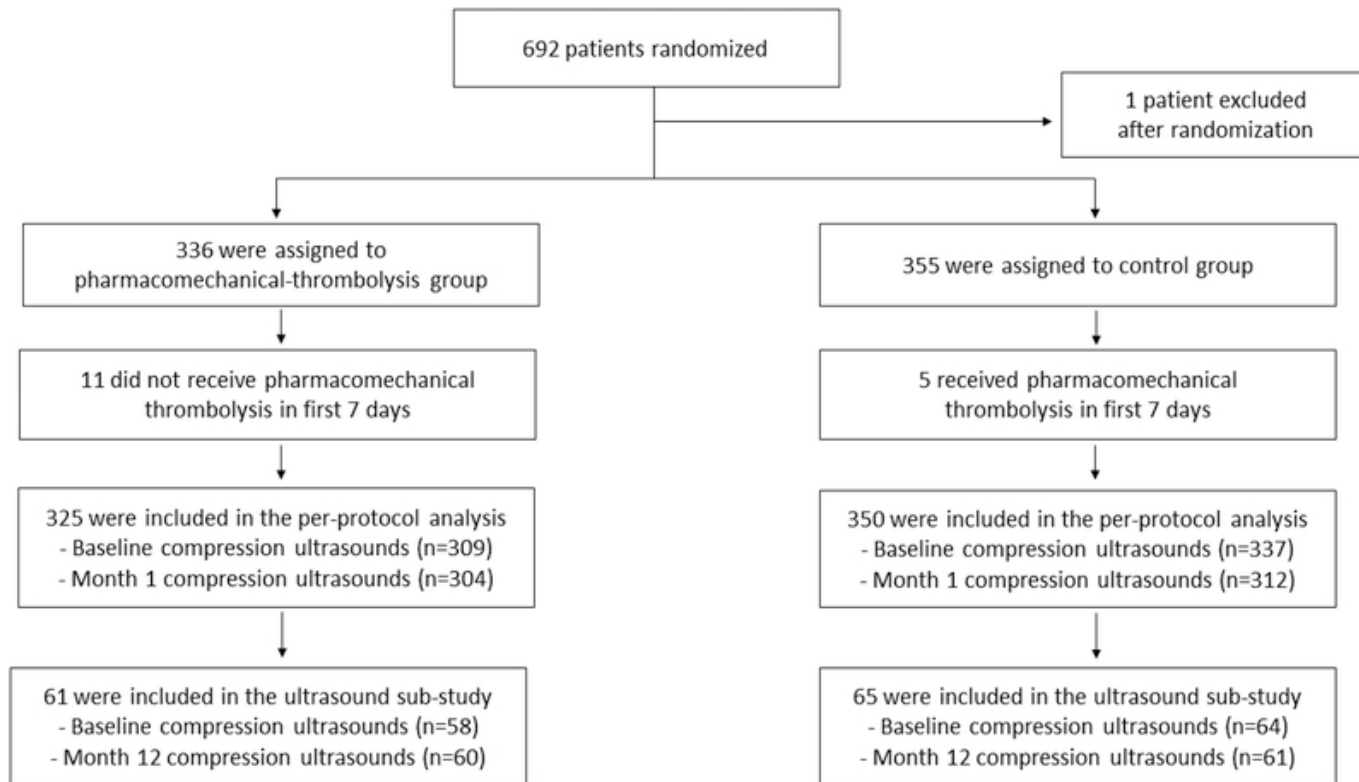 692 patients randomized
1 patient excluded
after randomization
336 were assigned to
pharmacomechanical-thrombolysis group
355 were assigned to control group
11 did not receive pharmacomechanical
thrombolysis in first 7 days
5 received pharmacomechanical
thrombolysis in first 7 days
325 were included in the per-protocol analysis
- Baseline compression ultrasounds (n=309)
- Month 1 compression ultrasounds (n=304)
350 were included in the per-protocol analysis
- Baseline compression ultrasounds (n=337)
- Month 1 compression ultrasounds (n=312)
61 were included in the ultrasound sub-study
- Baseline compression ultrasounds (n=58)
- Month 12 compression ultrasounds (n=60)
65 were included in the ultrasound sub-study
- Baseline compression ultrasounds (n=64)
- Month 12 compression ultrasounds (n=61)